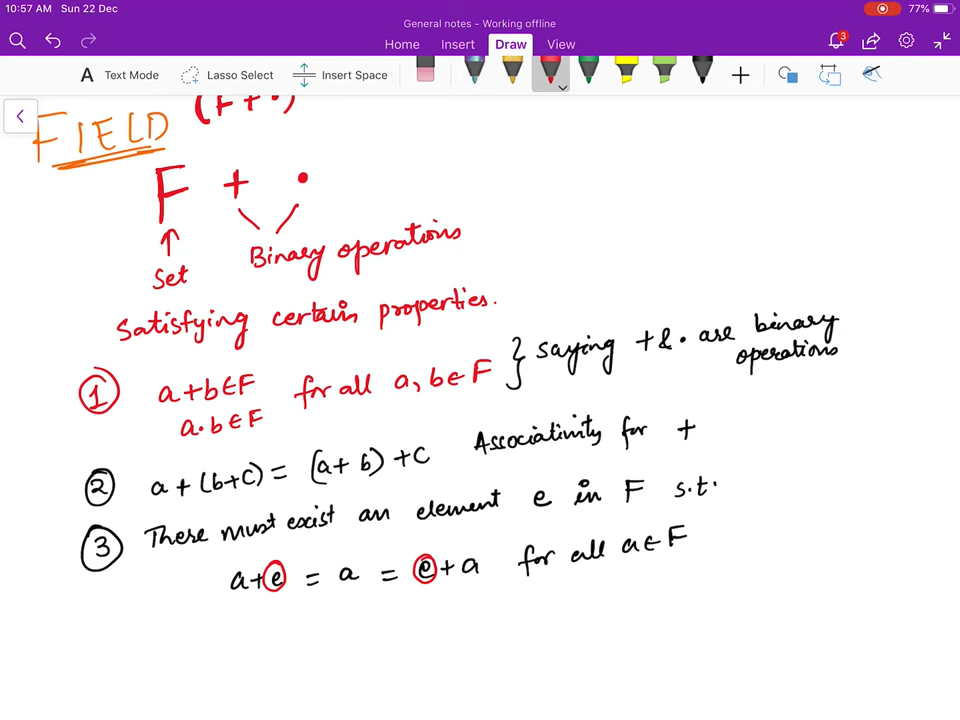 10:57 AM Sun 22 Dec
77%
General notes - Working offline
Home Insert Draw View
3
A Text Mode Lasso Select Insert Space
FIELD (F + •)
F + •
Binary operations
Set
Satisfying certain properties.
① a+b∈F for all a, b∈F } saying + & • are binary operations
a•b∈F
② a + (b+c) = (a+b)+c Associativity for +
③ There must exist an element e in F s.t.
a+e = a = e+a for all a∈F